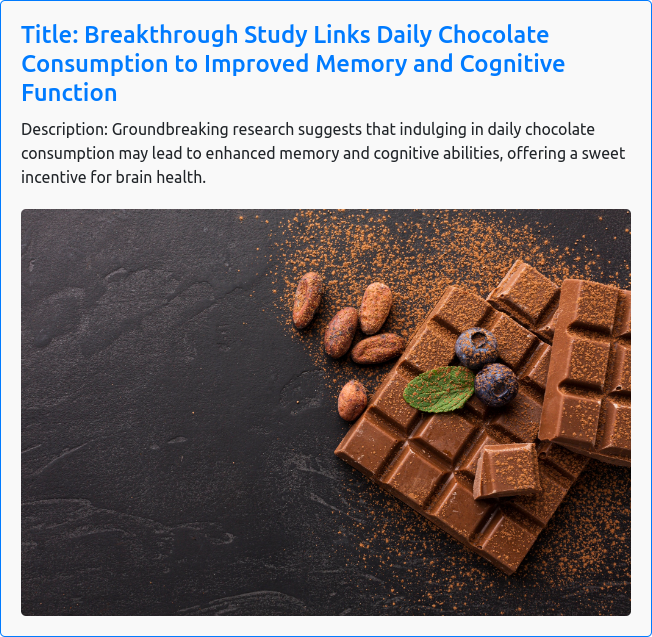 Title: Breakthrough Study Links Daily Chocolate
Consumption to Improved Memory and Cognitive
Function
Description: Groundbreaking research suggests that indulging in daily chocolate
consumption may lead to enhanced memory and cognitive abilities, offering a sweet
incentive for brain health.